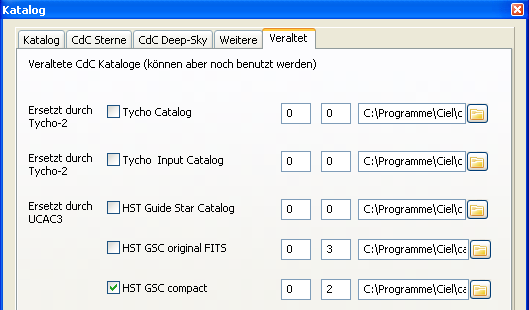 Katalog
Katalog CdC Sterne CdC Deep-Sky Weitere Veraltet
Veraltete CdC Kataloge (können aber noch benutzt werden)
Ersetzt durch Tycho-2 Tycho Catalog 0 0 C:\Programme\Ciel\c
Ersetzt durch Tycho-2 Tycho Input Catalog 0 0 C:\Programme\Ciel\c
Ersetzt durch UCAC3 HST Guide Star Catalog 0 0 C:\Programme\Ciel\c
HST GSC original FITS 0 3 C:\Programme\Ciel\ca
HST GSC compact 0 2 C:\Programme\Ciel\ca